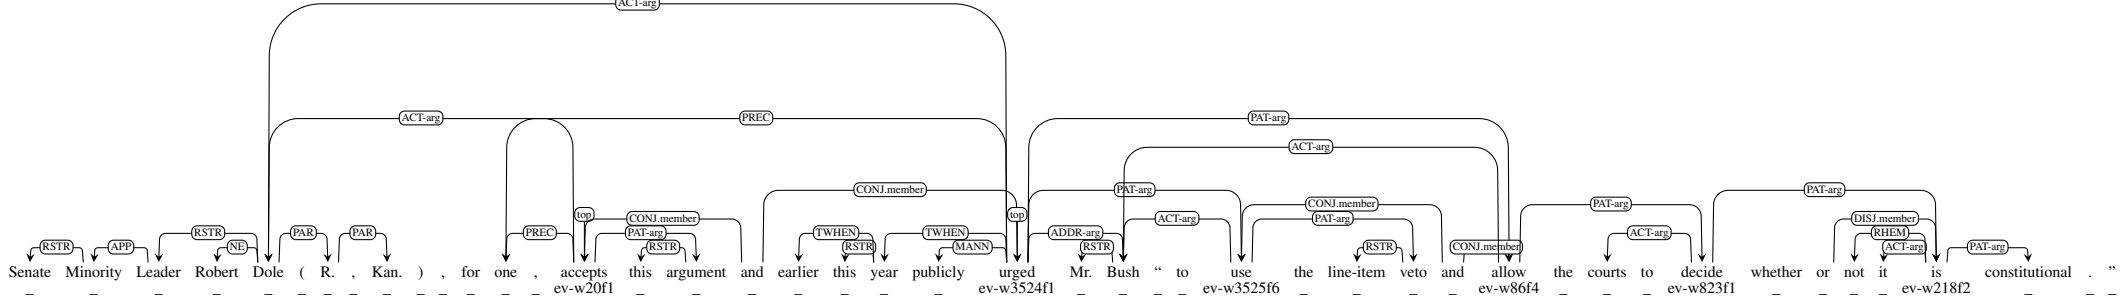 ACT-arg
ACT-arg PREC PAT-arg
ACT-arg
CONJ.member PAT-arg PAT-arg
CONJ.member PAT-arg
top CONJ.member top ACT-arg PAT-arg DISJ.member
RSTR PAR PAR PREC PAT-arg TWHEN TWHEN ADDR-arg ACT-arg RHEM
RSTR APP NE RSTR RSTR MANN RSTR RSTR CONJ.member ACT-arg PAT-arg
Senate Minority Leader Robert Dole ( R. , Kan. ) , for one , accepts this argument and earlier this year publicly urged Mr. Bush “ to use the line-item veto and allow the courts to decide whether or not it is constitutional . ”
ev-w20f1 ev-w3524f1 ev-w3525f6 ev-w86f4 ev-w823f1 ev-w218f2